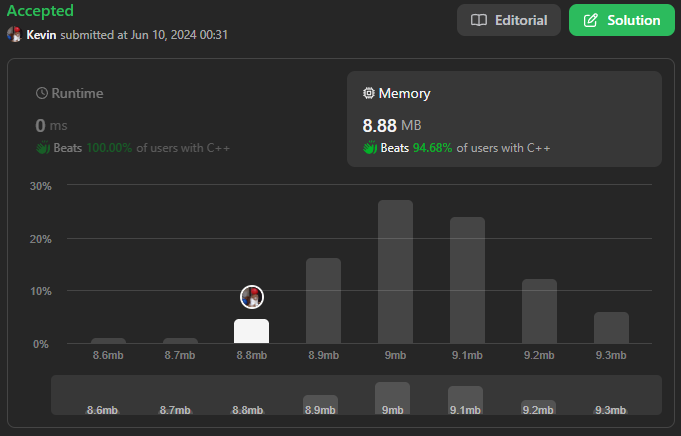 Accepted
Editorial
Solution
Kevin submitted at Jun 10, 2024 00:31
Runtime
Memory
0 ms
8.88 MB
Beats 100.00% of users with C++
Beats 94.68% of users with C++
30%
20%
10%
0%
8.6mb 8.7mb 8.8mb 8.9mb 9mb 9.1mb 9.2mb 9.3mb
8.6mb 8.7mb 8.8mb 8.9mb 9mb 9.1mb 9.2mb 9.3mb